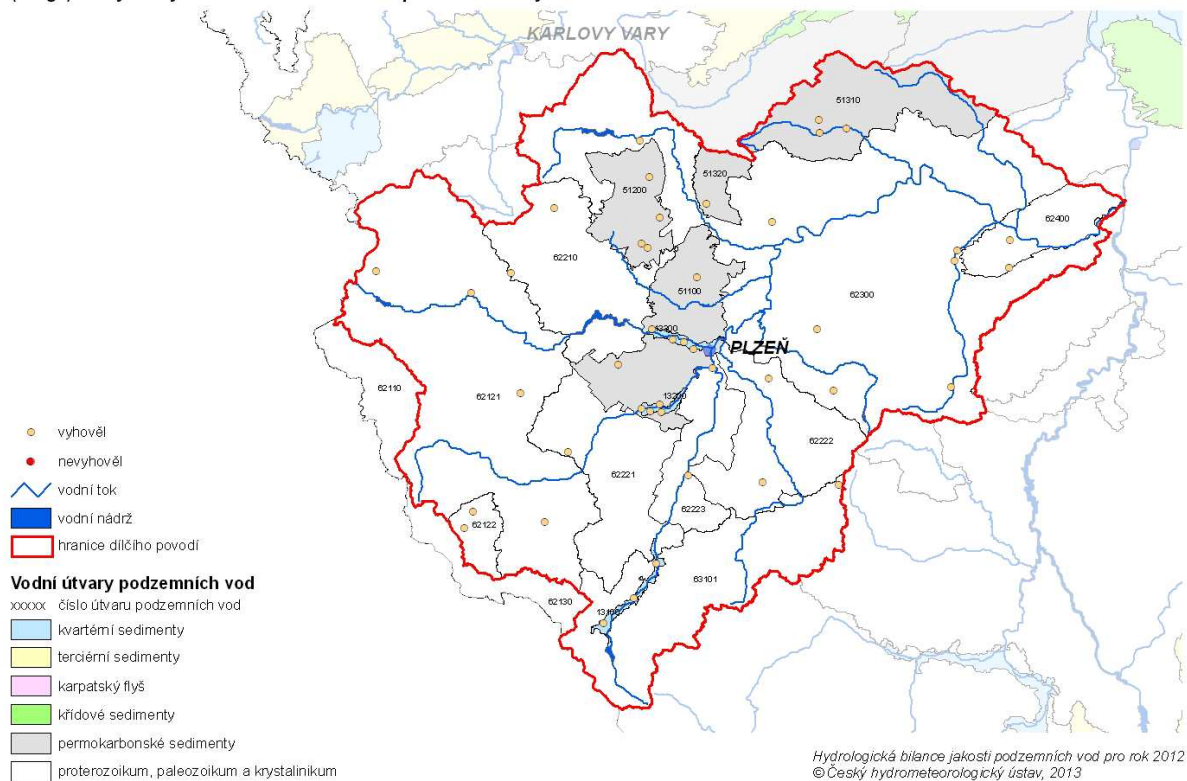 KARLOVY VARY
51310
51320
51200
62400
62210
51100
62300
13300
PLZEŇ
62110
62121
13200
62222
62221
62223
62122
63101
62130
13100
vyhověl
nevyhověl
vodní tok
vodní nádrž
hranice dílčího povodí
Vodní útvary podzemních vod
xxxxx číslo útvaru podzemních vod
kvartérní sedimenty
terciérní sedimenty
karpatský flyš
křídové sedimenty
permokarbonské sedimenty
proterozoikum, paleozoikum a krystalinikum
Hydrologická bilance jakosti podzemních vod pro rok 2012
© Český hydrometeorologický ústav, 2013